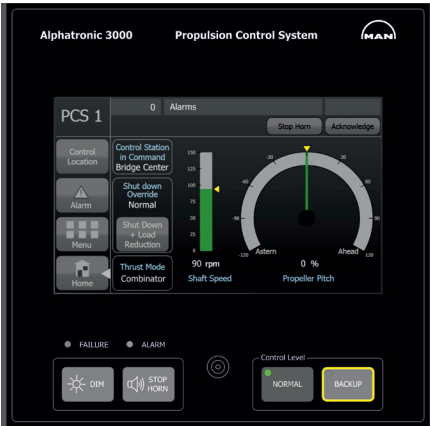 Alphatronic 3000
Propulsion Control System
MAN
PCS 1
0 Alarms
Stop Horn
Acknowledge
Control
Location
Alarm
Menu
Home
Control Station
in Command
Bridge Center
Shut down
Override
Normal
Shut Down
+ Load
Reduction
Thrust Mode
Combinator
150
125
100
75
50
25
0
90 rpm
Shaft Speed
-30
30
-60
60
-90
90
-120
Astern
Ahead
120
0 %
Propeller Pitch
FAILURE
ALARM
DIM
STOP
HORN
Control Level
NORMAL
BACKUP